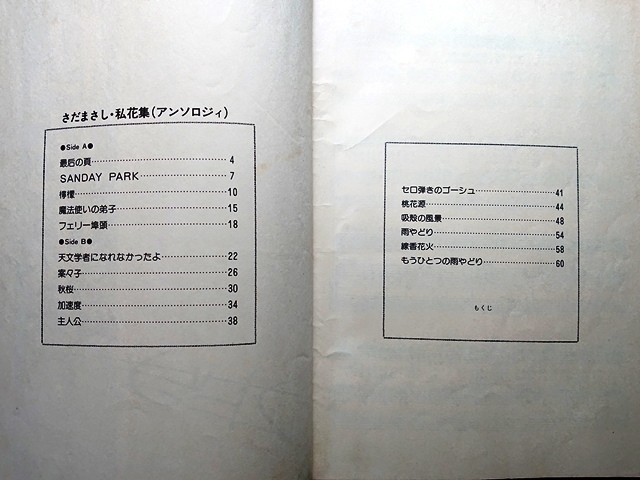 さだまさし・私花集(アンソロジィ)
●Side A●
最后の頁…………4
SANDAY PARK…………7
檸檬…………10
魔法使いの弟子…………15
フェリー埠頭…………18
●Side B●
天文学者になれなかったよ…………22
案々子…………26
秋桜…………30
加速度…………34
主人公…………38
セロ弾きのゴーシュ…………41
桃花源…………44
吸殻の風景…………48
雨やどり…………54
線香花火…………58
もうひとつの雨やどり…………60
もくじ